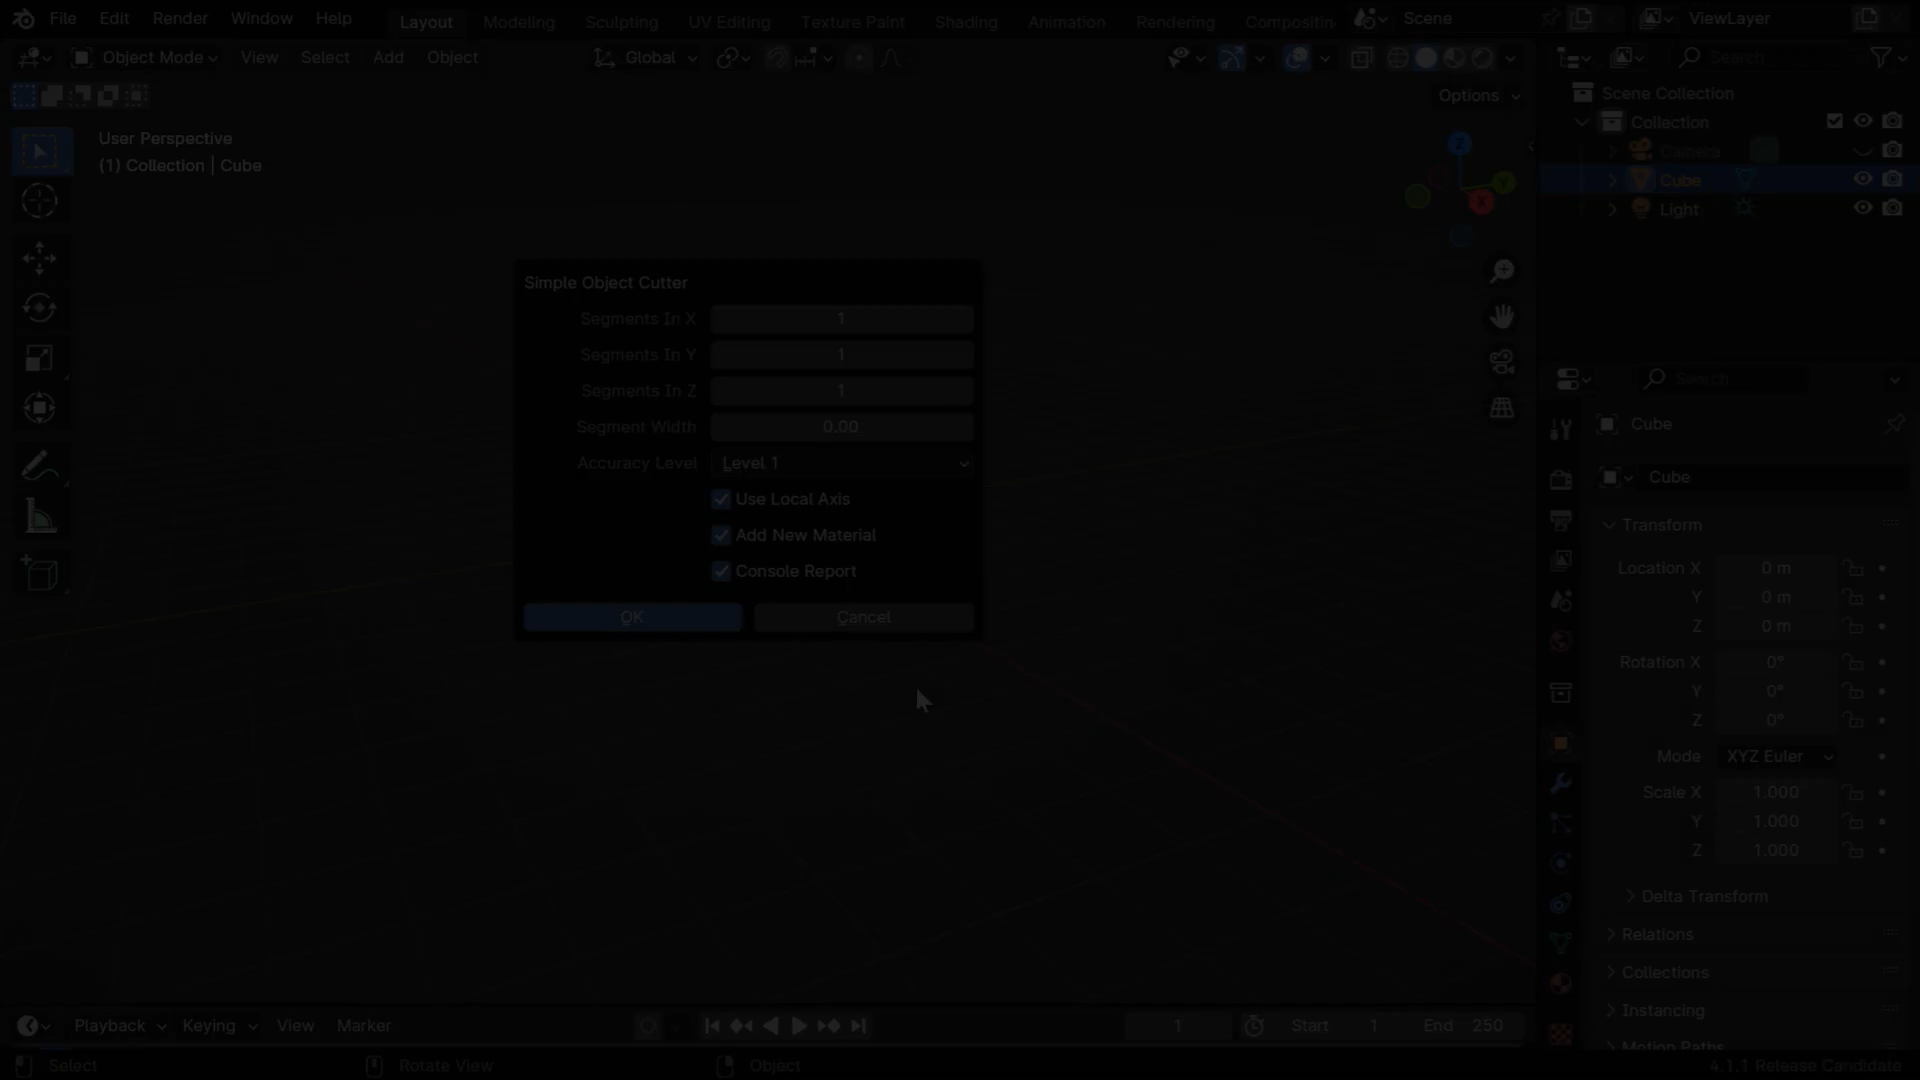 File Edit Render Window Help Layout Modeling Sculpting UV Editing Texture Paint Shading Animation Rendering Compositin Scene ViewLayer
Object Mode View Select Add Object Global Search
Options
User Perspective
(1) Collection | Cube
Scene Collection
Collection
Camera
Cube
Light
Z
Y
X
Simple Object Cutter
Segments In X 1
Segments In Y 1
Segments In Z 1
Segment Width 0.00
Accuracy Level Level 1
Use Local Axis
Add New Material
Console Report
OK Cancel
Search
Cube
Cube
Transform
Location X 0 m
Y 0 m
Z 0 m
Rotation X 0°
Y 0°
Z 0°
Mode XYZ Euler
Scale X 1.000
Y 1.000
Z 1.000
Delta Transform
Relations
Collections
Instancing
Motion Paths
Playback Keying View Marker 1 Start 1 End 250
Select Rotate View Object 4.1.1 Release Candidate